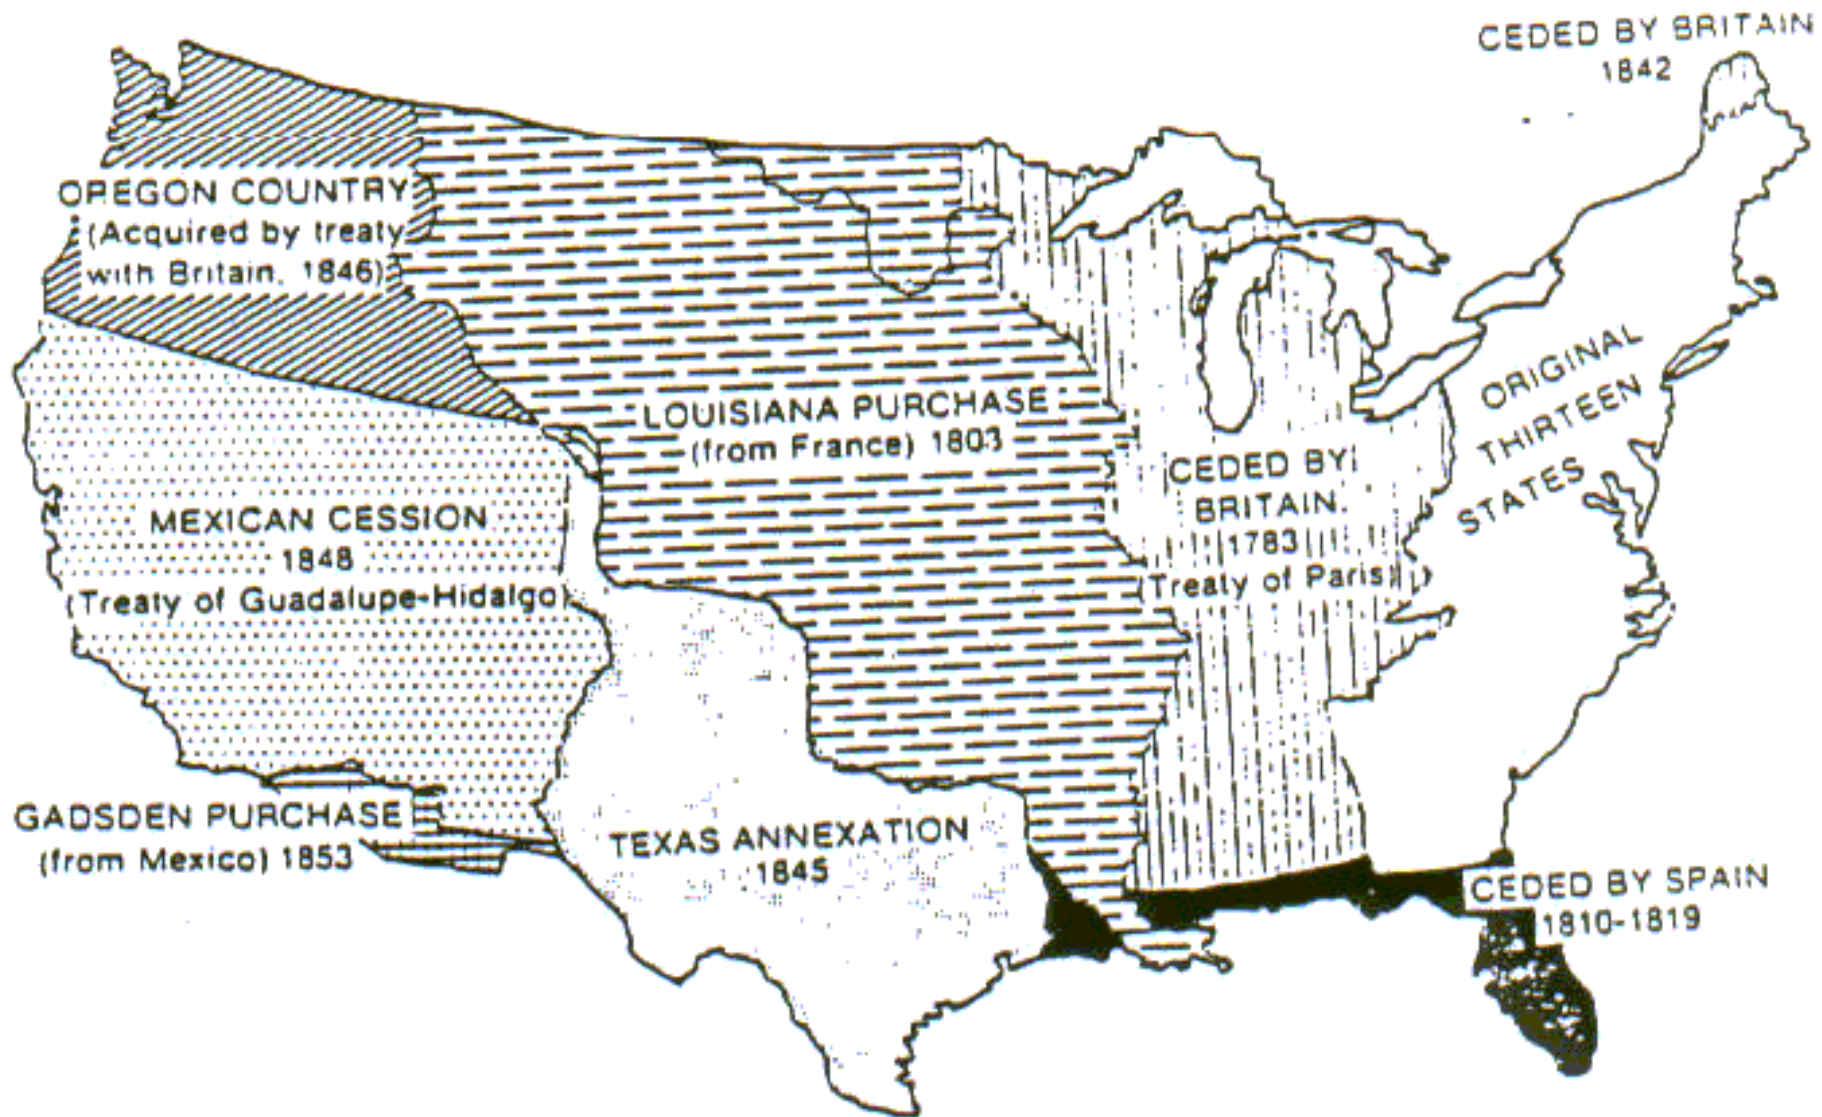 CEDED BY BRITAIN
1842
OREGON COUNTRY
(Acquired by treaty
with Britain, 1846)
ORIGINAL
THIRTEEN
STATES
LOUISIANA PURCHASE
(from France) 1803
CEDED BY
BRITAIN
1783
(Treaty of Paris)
MEXICAN CESSION
1848
(Treaty of Guadalupe-Hidalgo)
GADSDEN PURCHASE
(from Mexico) 1853
TEXAS ANNEXATION
1845
CEDED BY SPAIN
1810-1819